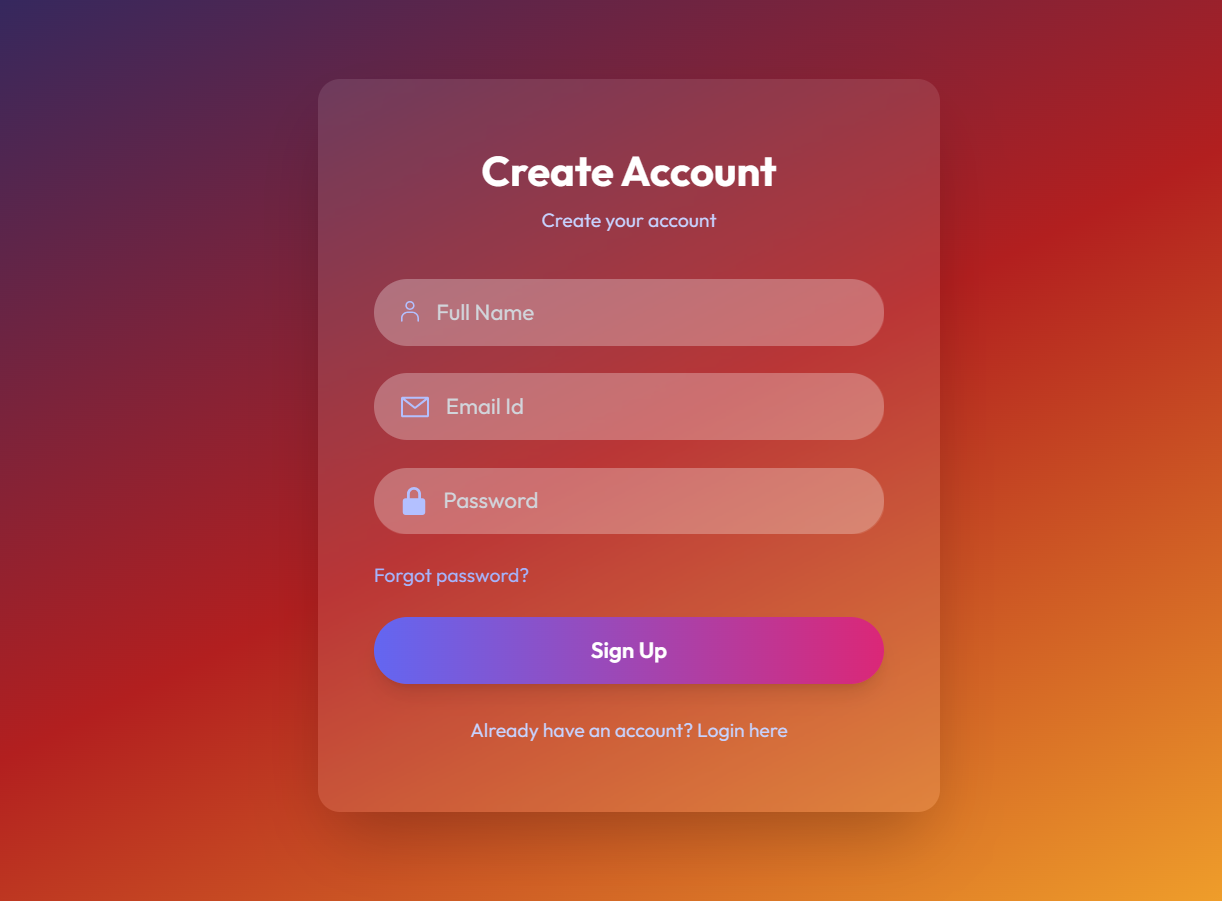 Create Account
Create your account
Full Name
Email Id
Password
Forgot password?
Sign Up
Already have an account? Login here